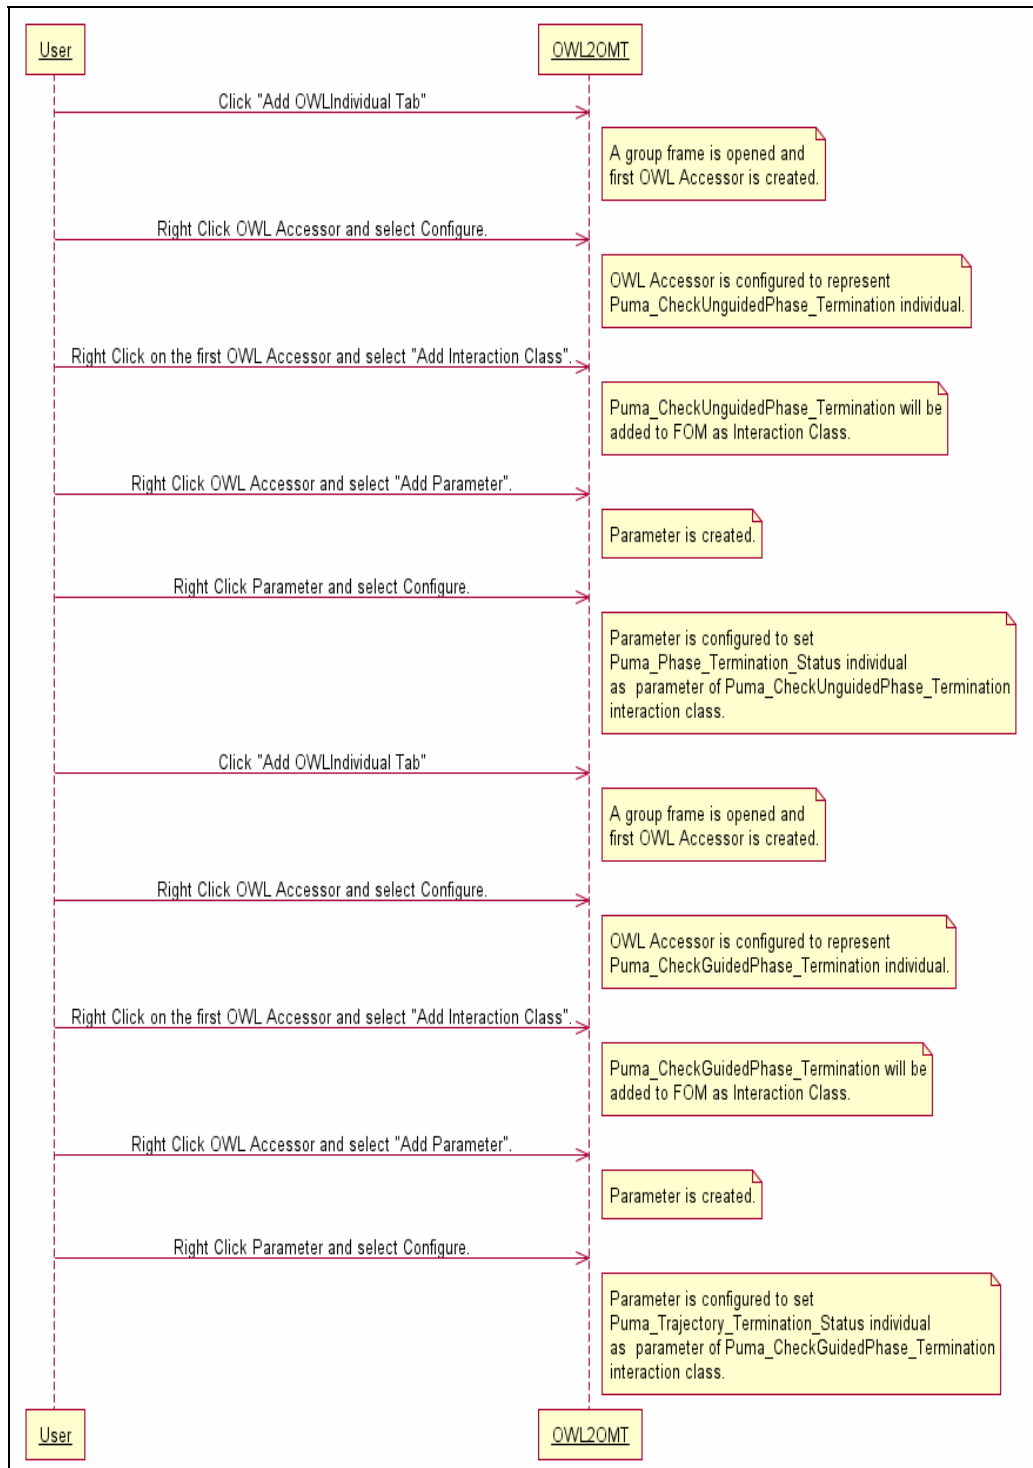 User
OWL2OMT
Click "Add OWLIndividual Tab"
A group frame is opened and
first OWL Accessor is created.
Right Click OWL Accessor and select Configure.
OWL Accessor is configured to represent
Puma_CheckUnguidedPhase_Termination individual.
Right Click on the first OWL Accessor and select "Add Interaction Class".
Puma_CheckUnguidedPhase_Termination will be
added to FOM as Interaction Class.
Right Click OWL Accessor and select "Add Parameter".
Parameter is created.
Right Click Parameter and select Configure.
Parameter is configured to set
Puma_Phase_Termination_Status individual
as  parameter of Puma_CheckUnguidedPhase_Termination
interaction class.
Click "Add OWLIndividual Tab"
A group frame is opened and
first OWL Accessor is created.
Right Click OWL Accessor and select Configure.
OWL Accessor is configured to represent
Puma_CheckGuidedPhase_Termination individual.
Right Click on the first OWL Accessor and select "Add Interaction Class".
Puma_CheckGuidedPhase_Termination will be
added to FOM as Interaction Class.
Right Click OWL Accessor and select "Add Parameter".
Parameter is created.
Right Click Parameter and select Configure.
Parameter is configured to set
Puma_Trajectory_Termination_Status individual
as  parameter of Puma_CheckGuidedPhase_Termination
interaction class.
User
OWL2OMT